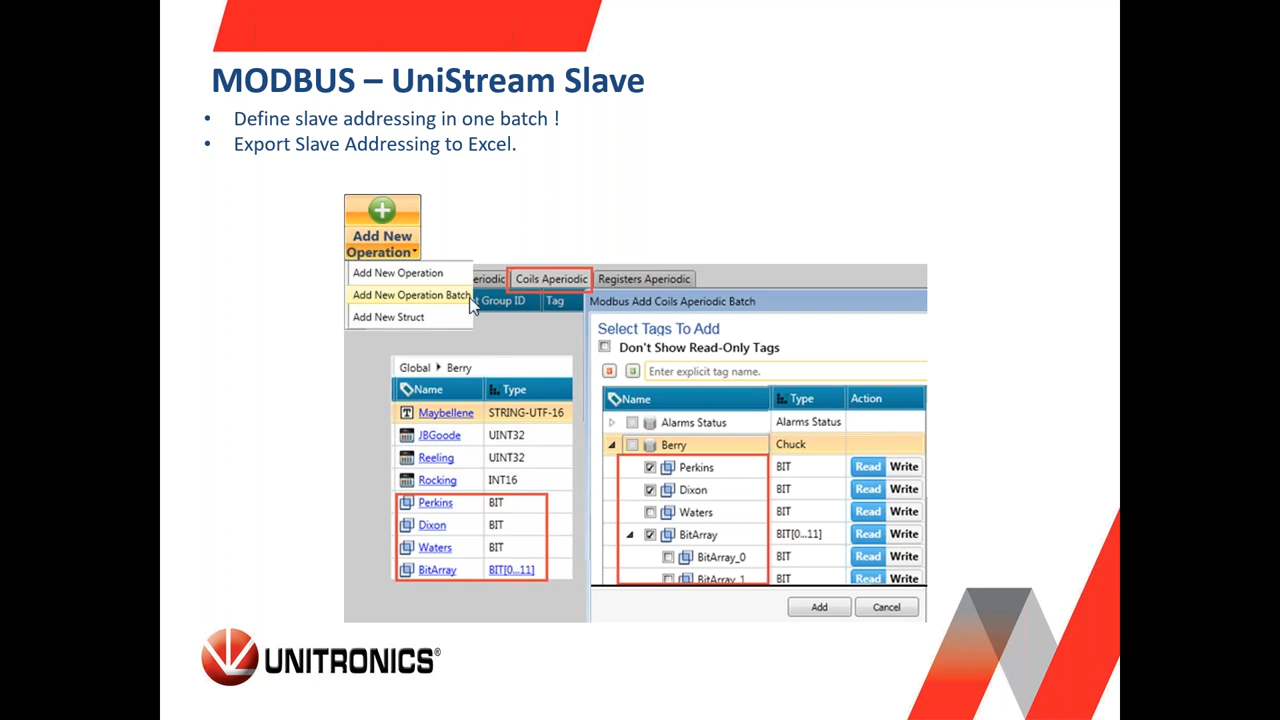 MODBUS – UniStream Slave
• Define slave addressing in one batch !
• Export Slave Addressing to Excel.
Add New
Operation
Add New Operation
Add New Operation Batch
Add New Struct
eriodic Coils Aperiodic Registers Aperiodic
t Group ID Tag
Modbus Add Coils Aperiodic Batch
Select Tags To Add
Don't Show Read-Only Tags
Enter explicit tag name.
Global Berry
Name Type
Maybellene STRING-UTF-16
JBGoode UINT32
Reeling UINT32
Rocking INT16
Perkins BIT
Dixon BIT
Waters BIT
BitArray BIT[0...11]
Name Type Action
Alarms Status Alarms Status
Berry Chuck
Perkins BIT Read Write
Dixon BIT Read Write
Waters BIT Read Write
BitArray BIT[0...11] Read Write
BitArray_0 BIT Read Write
BitArray_1 BIT Read Write
Add Cancel
UNITRONICS®